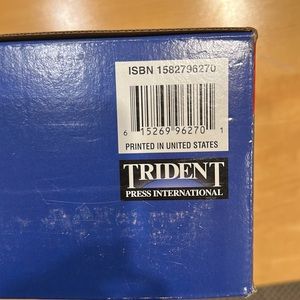 ISBN 1582796270
6 15269 96270 1
PRINTED IN UNITED STATES
TRIDENT
PRESS INTERNATIONAL